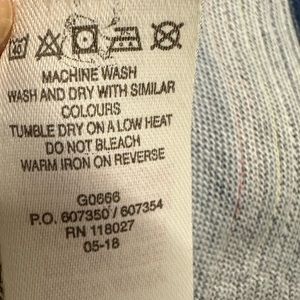 MACHINE WASH
WASH AND DRY WITH SIMILAR
COLOURS
TUMBLE DRY ON A LOW HEAT
DO NOT BLEACH
WARM IRON ON REVERSE
G0666
P.O. 607350 / 607354
RN 118027
05-18